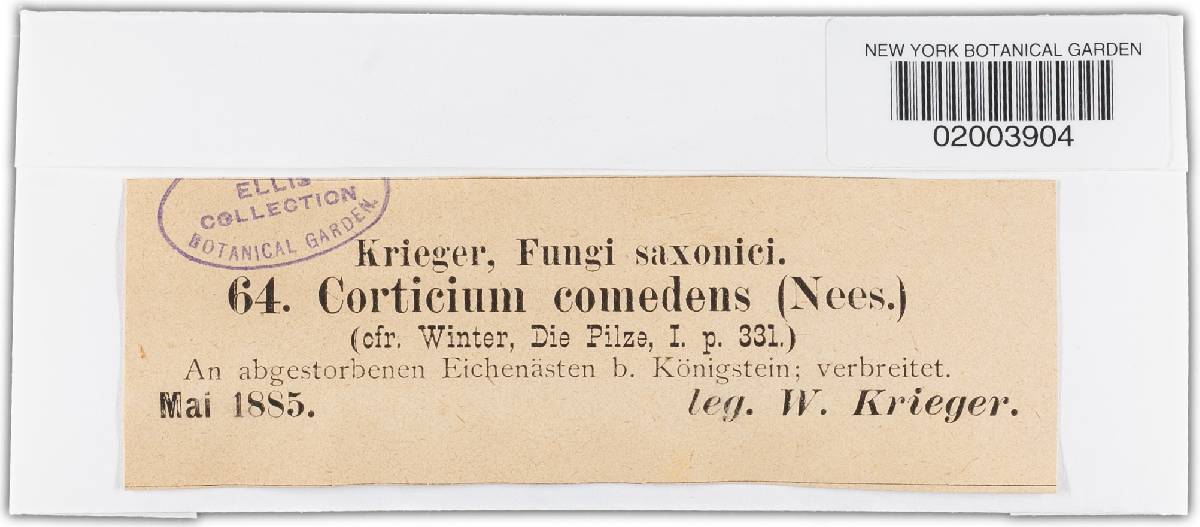 NEW YORK BOTANICAL GARDEN
02003904
ELLIS
COLLECTION
BOTANICAL GARDEN.
Krieger, Fungi saxonici.
64. Corticium comedens (Nees.)
(cfr. Winter, Die Pilze, I. p. 331.)
An abgestorbenen Eichenästen b. Königstein; verbreitet.
Mai 1885.
leg. W. Krieger.